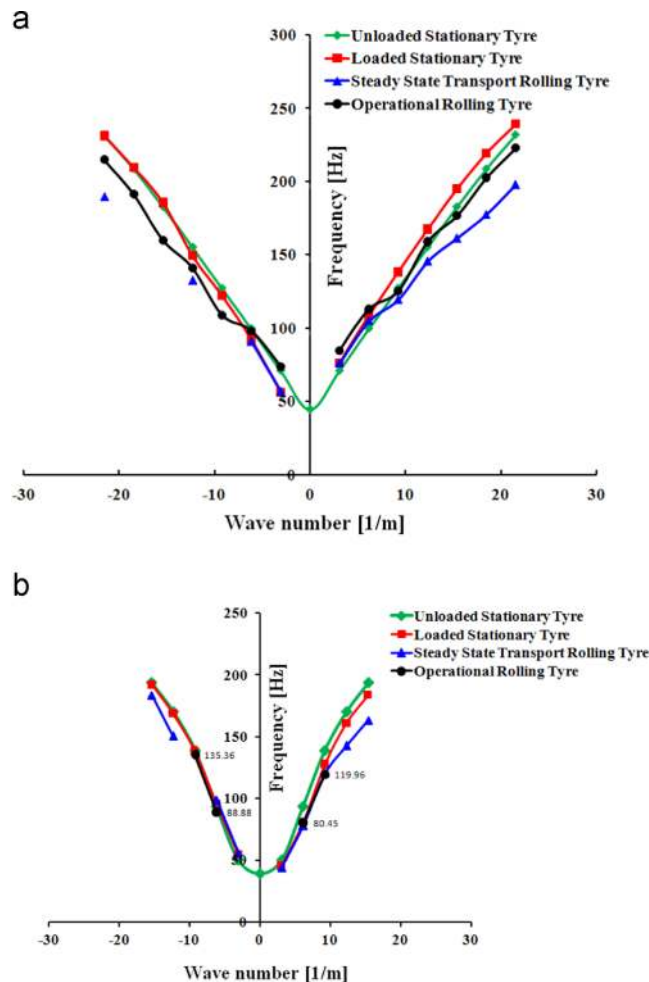 a
300
250
200
150
100
50
0
Frequency [Hz]
-30 -20 -10 0 10 20 30
Wave number [1/m]
Unloaded Stationary Tyre
Loaded Stationary Tyre
Steady State Transport Rolling Tyre
Operational Rolling Tyre
b
250
200
150
100
50
0
Frequency [Hz]
135.36
88.88
119.96
80.45
-30 -20 -10 0 10 20 30
Wave number [1/m]
Unloaded Stationary Tyre
Loaded Stationary Tyre
Steady State Transport Rolling Tyre
Operational Rolling Tyre